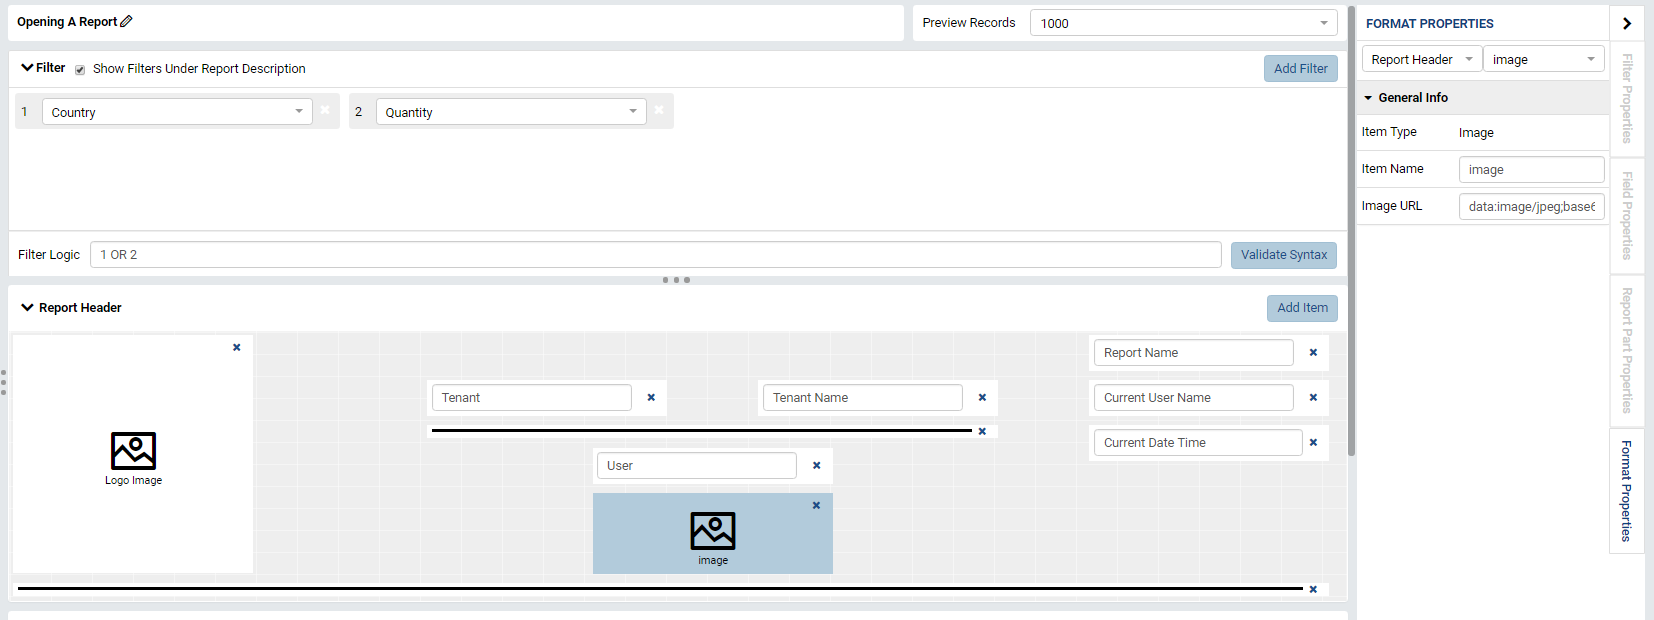 Opening A Report
Preview Records
1000
Filter
Show Filters Under Report Description
Add Filter
1
Country
2
Quantity
Filter Logic
1 OR 2
Validate Syntax
Report Header
Add Item
Logo Image
Tenant
Tenant Name
User
image
Report Name
Current User Name
Current Date Time
FORMAT PROPERTIES
Report Header
image
General Info
Item Type
Image
Item Name
image
Image URL
data:image/jpeg;base6
Filter Properties
Field Properties
Report Part Properties
Format Properties